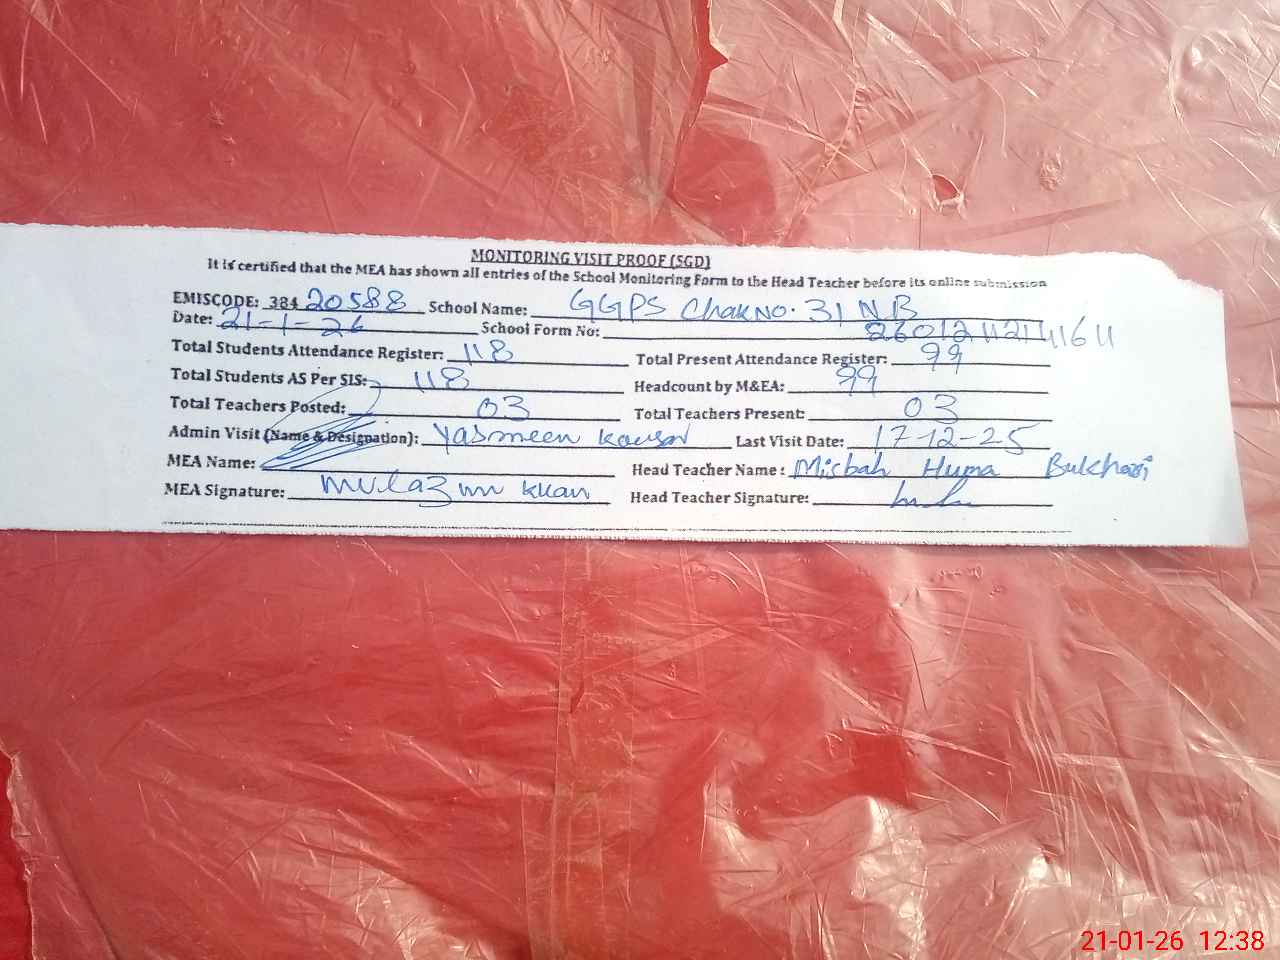 MONITORING VISIT PROOF (SGD)
It is certified that the MEA has shown all entries of the School Monitoring Form to the Head Teacher before its online submission
EMISCODE: 384 20588 School Name: GGPS Chak No. 31 NB
Date: 21-1-26 School Form No:
Total Students Attendance Register: 118 Total Present Attendance Register: 99
Total Students AS Per SIS: 118 Headcount by M&EA: 99
Total Teachers Posted: 03 Total Teachers Present: 03
Admin Visit (Name & Designation): Yasmeen Kousar Last Visit Date: 17-12-25
MEA Name: Head Teacher Name: Misbah Huma Bukhari
MEA Signature: Mulazim Khan Head Teacher Signature:
21-01-26 12:38